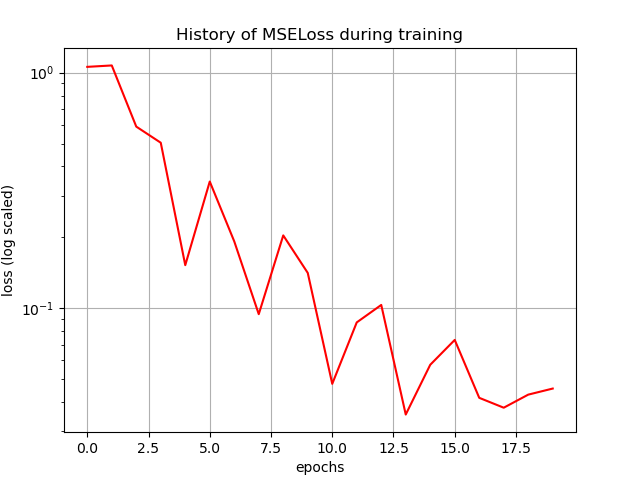 History of MSELoss during training
10^0
10^-1
loss (log scaled)
0.0 2.5 5.0 7.5 10.0 12.5 15.0 17.5
epochs